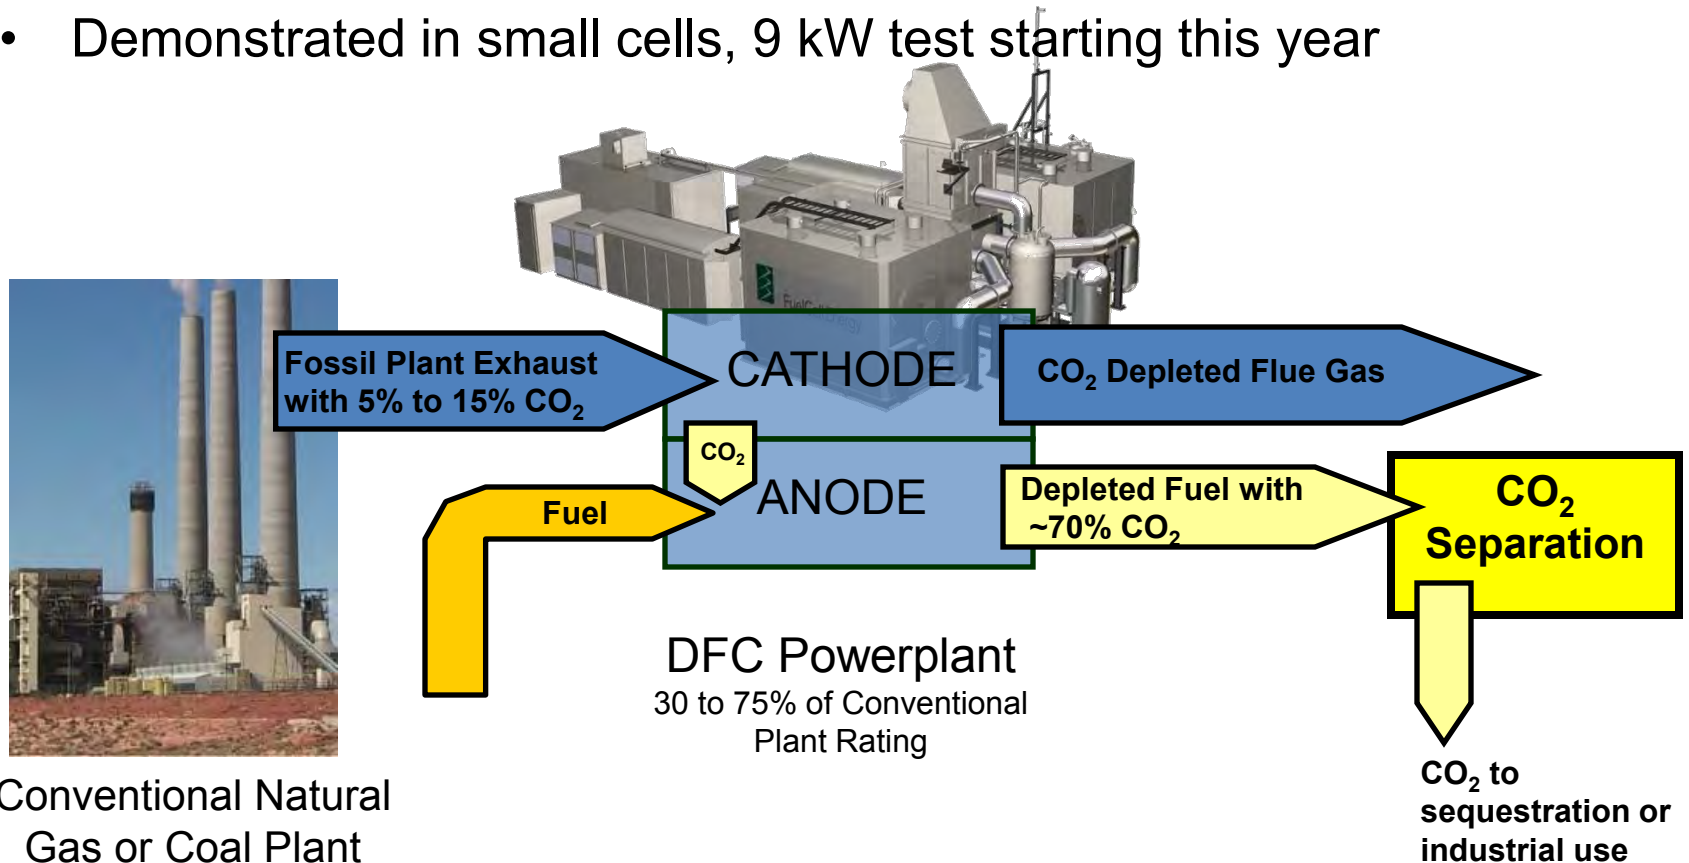 • Demonstrated in small cells, 9 kW test starting this year
FuelCell Energy
Fossil Plant Exhaust
with 5% to 15% CO₂
CATHODE
CO₂ Depleted Flue Gas
CO₂
Fuel
ANODE
Depleted Fuel with
~70% CO₂
CO₂
Separation
DFC Powerplant
30 to 75% of Conventional
Plant Rating
CO₂ to
sequestration or
industrial use
Conventional Natural
Gas or Coal Plant